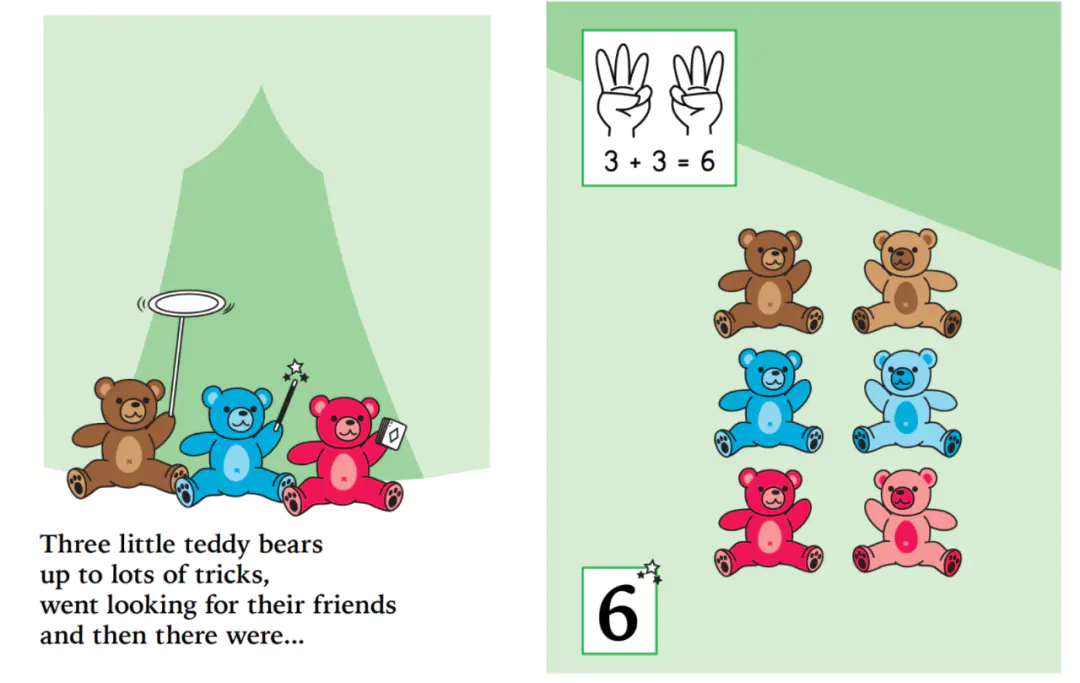 Three little teddy bears
up to lots of tricks,
went looking for their friends
and then there were...
3 + 3 = 6
6